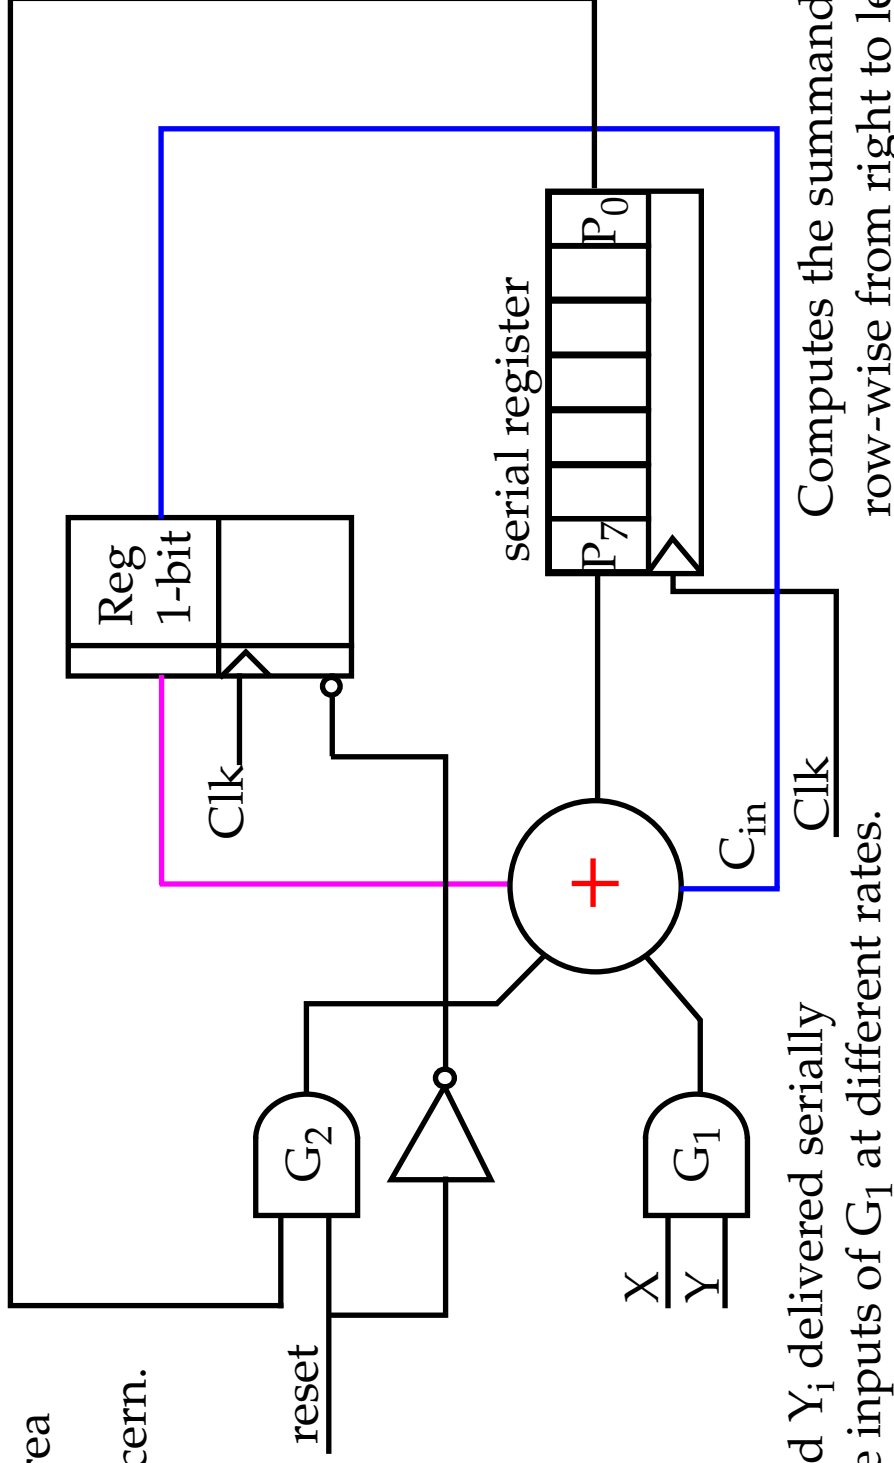 rea
cern.
Reg
1-bit
Clk
serial register
P7
P0
G2
reset
+
Cin
Clk
G1
X
Y
d Yi delivered serially
e inputs of G1 at different rates.
Computes the summand
row-wise from right to le